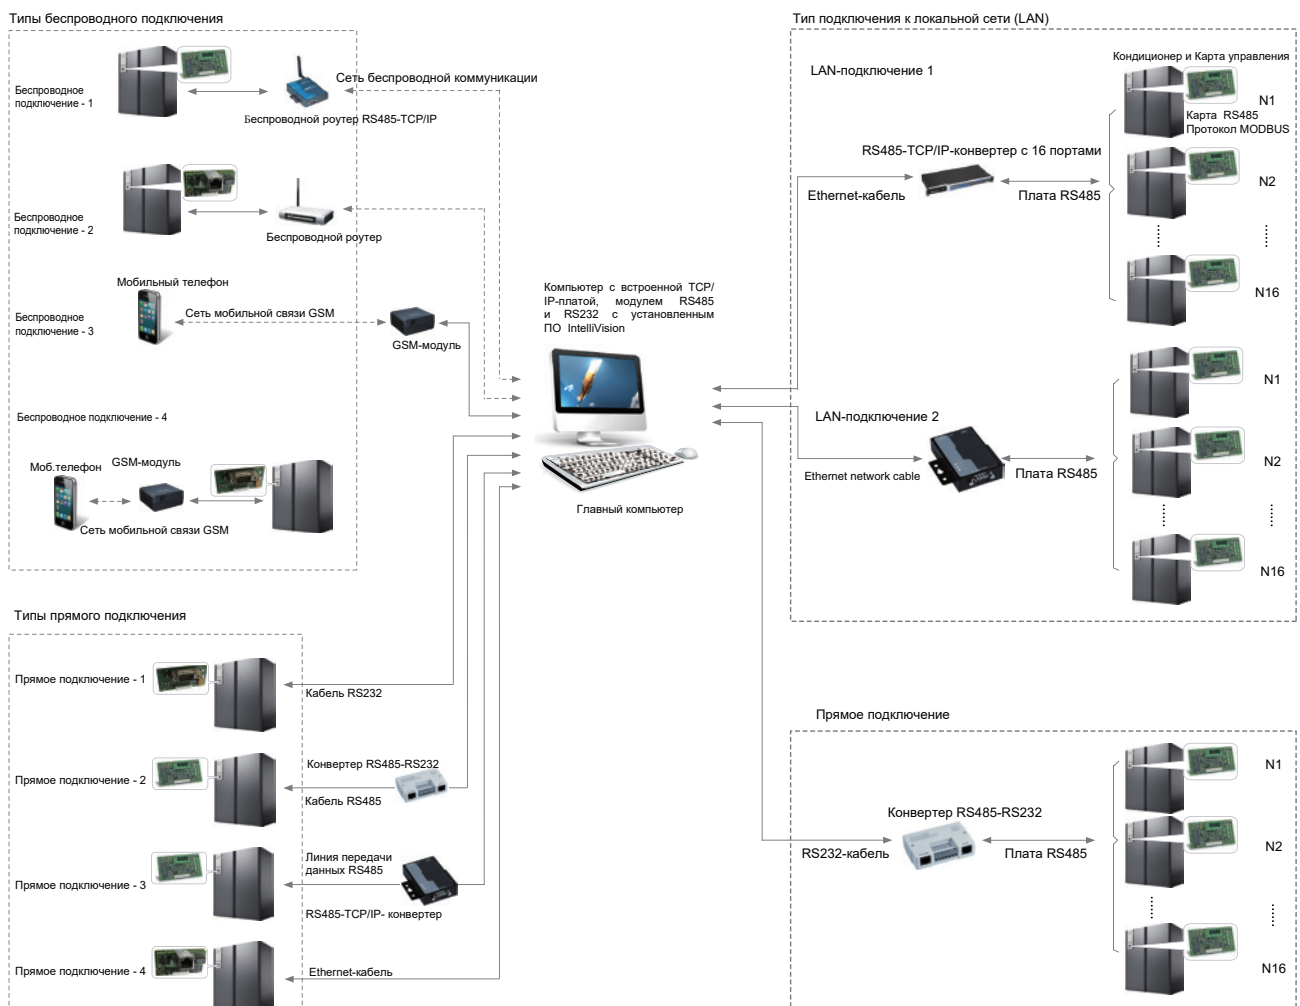 Типы беспроводного подключения
Беспроводное
подключение - 1
Сеть беспроводной коммуникации
Беспроводной роутер RS485-TCP/IP
Беспроводное
подключение - 2
Беспроводной роутер
Мобильный телефон
Беспроводное
подключение - 3
Сеть мобильной связи GSM
GSM-модуль
Беспроводное подключение - 4
Моб.телефон
GSM-модуль
Сеть мобильной связи GSM
Типы прямого подключения
Прямое подключение - 1
Кабель RS232
Прямое подключение - 2
Конвертер RS485-RS232
Кабель RS485
Прямое подключение - 3
Линия передачи
данных RS485
RS485-TCP/IP- конвертер
Прямое подключение - 4
Ethernet-кабель
Компьютер с встроенной TCP/
IP-платой, модулем RS485
и RS232 с установленным
ПО IntelliVision
Главный компьютер
Тип подключения к локальной сети (LAN)
LAN-подключение 1
Кондиционер и Карта управления
N1
Карта RS485
Протокол MODBUS
RS485-TCP/IP-конвертер с 16 портами
Ethernet-кабель
Плата RS485
N2
N16
LAN-подключение 2
Ethernet network cable
Плата RS485
N1
N2
N16
Прямое подключение
Конвертер RS485-RS232
RS232-кабель
Плата RS485
N1
N2
N16